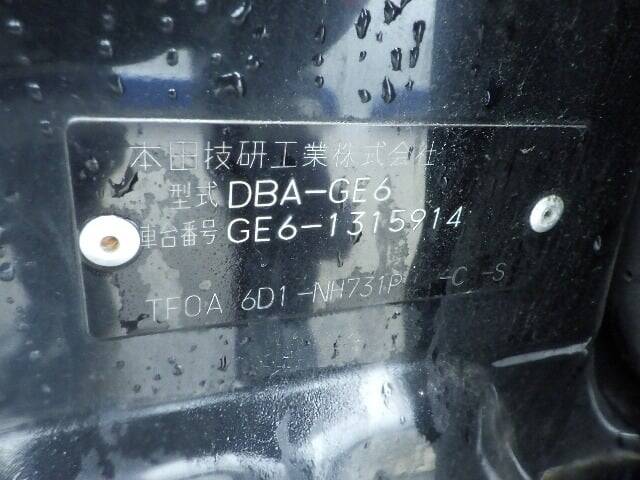 本田技研工業株式会社
型式 DBA-GE6
車台番号 GE6-1315914
TF0A 6D1-NH731P -C -S